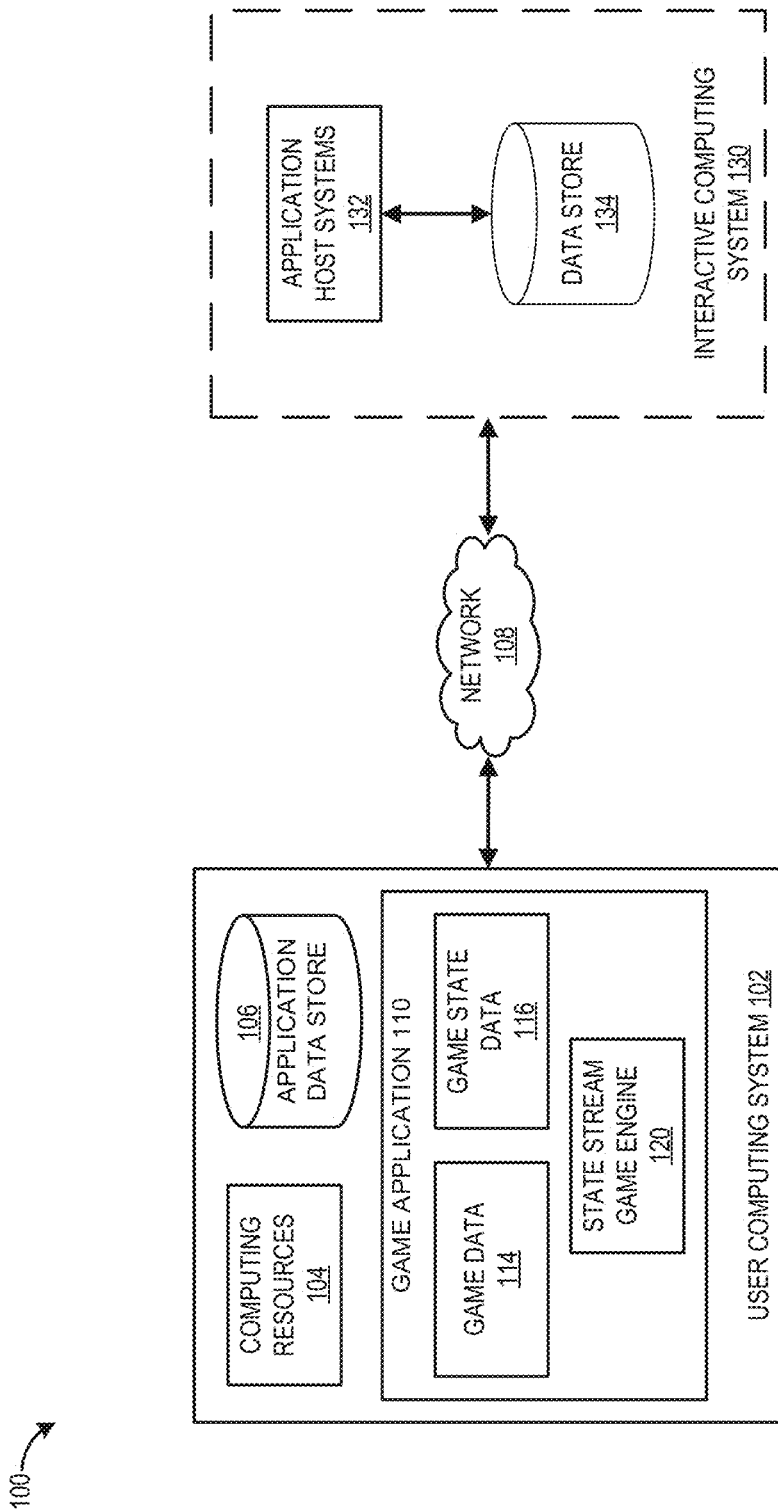 100
COMPUTING
RESOURCES
104
106
APPLICATION
DATA STORE
GAME APPLICATION 110
GAME DATA
114
GAME STATE
DATA
116
STATE STREAM
GAME ENGINE
120
USER COMPUTING SYSTEM 102
NETWORK
108
APPLICATION
HOST SYSTEMS
132
DATA STORE
134
INTERACTIVE COMPUTING
SYSTEM 130